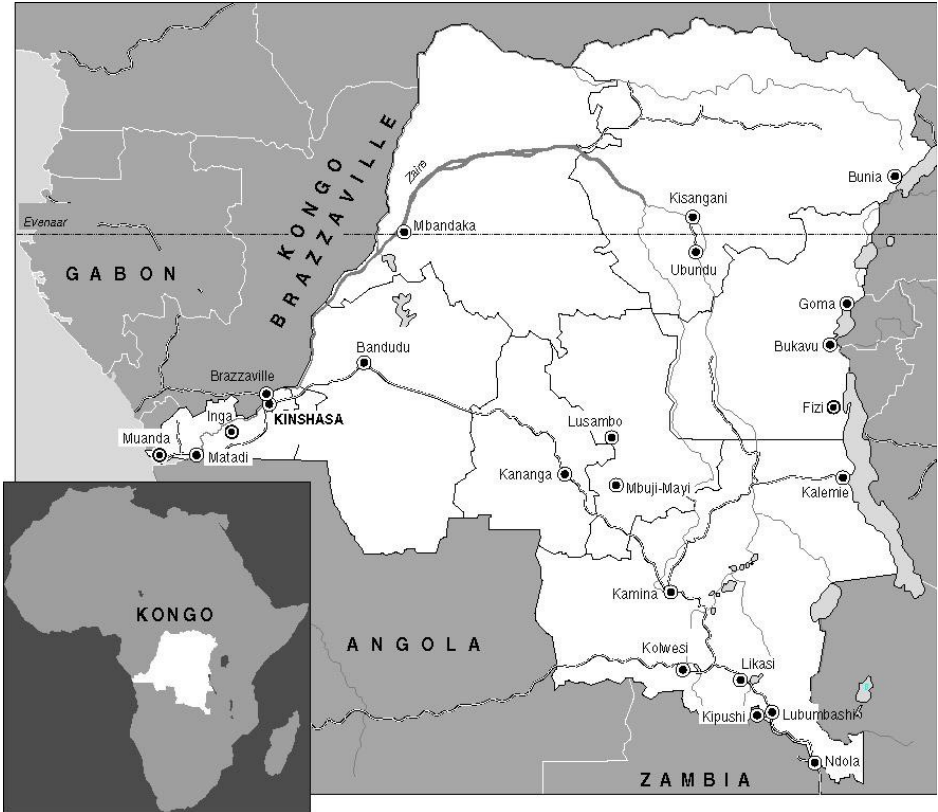 KONGO
BRAZZAVILLE
Zaire
Bunia
Kisangani
Evenaar
Mbandaka
Ubundu
GABON
Goma
Bukavu
Bandudu
Brazzaville
KINSHASA
Fizi
Inga
Lusambo
Muanda
Matadi
Kananga
Mbuji-Mayi
Kalemie
KONGO
Kamina
ANGOLA
Kolwesi
Likasi
Kipushi
Lubumbashi
Ndola
ZAMBIA